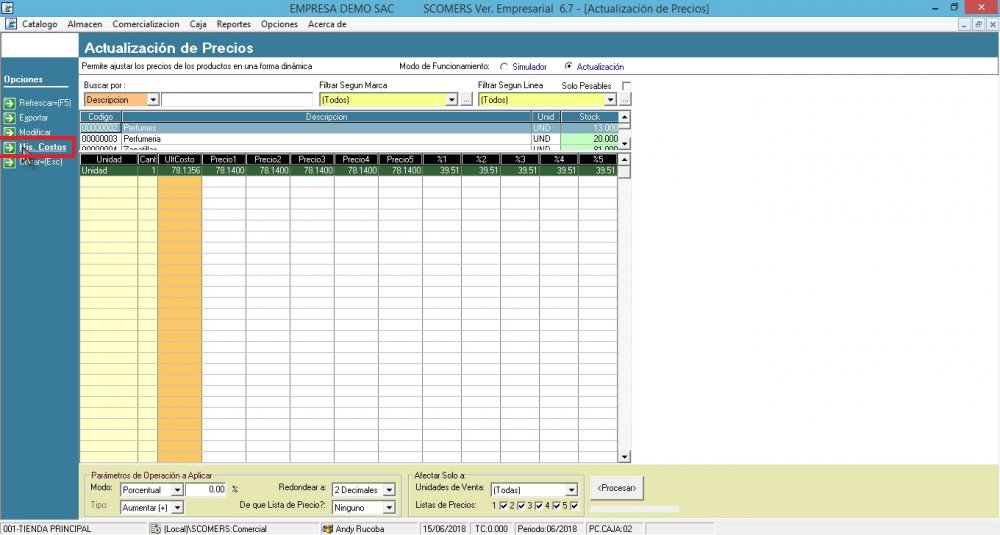 EMPRESA DEMO SAC SCOMERS Ver. Empresarial 6.7 - [Actualización de Precios]
Catalogo Almacen Comercializacion Caja Reportes Opciones Acerca de
Actualización de Precios
Permite ajustar los precios de los productos en una forma dinámica Modo de Funcionamiento: Simulador Actualización
Opciones
Refrescar=(F5)
Exportar
Modificar
His_Costos
Buscar por : Filtrar Segun Marca Filtrar Segun Linea Solo Pesables
Descripcion (Todos) ... (Todos) ...
Codigo Descripcion Unid Stock
00000002 Perfumes UND 13.000
00000003 Perfumeria UND 20.000
00000004 Zapatillas UND 81.000
Unidad Cant UltCosto Precio1 Precio2 Precio3 Precio4 Precio5 %1 %2 %3 %4 %5
Unidad 1 78.1356 78.1400 78.1400 78.1400 78.1400 78.1400 39.51 39.51 39.51 39.51 39.51
Parámetros de Operación a Aplicar Afectar Solo a:
Modo: Porcentual 0.00 % Redondear a: 2 Decimales Unidades de Venta: (Todas) <Procesar>
Tipo: Aumentar (+) De que Lista de Precio?: Ninguno Listas de Precios: 1 2 3 4 5
001-TIENDA PRINCIPAL (Local)\SCOMERS:Comercial Andy Rucoba 15/06/2018 TC:0.000 Periodo:06/2018 PC.CAJA:02